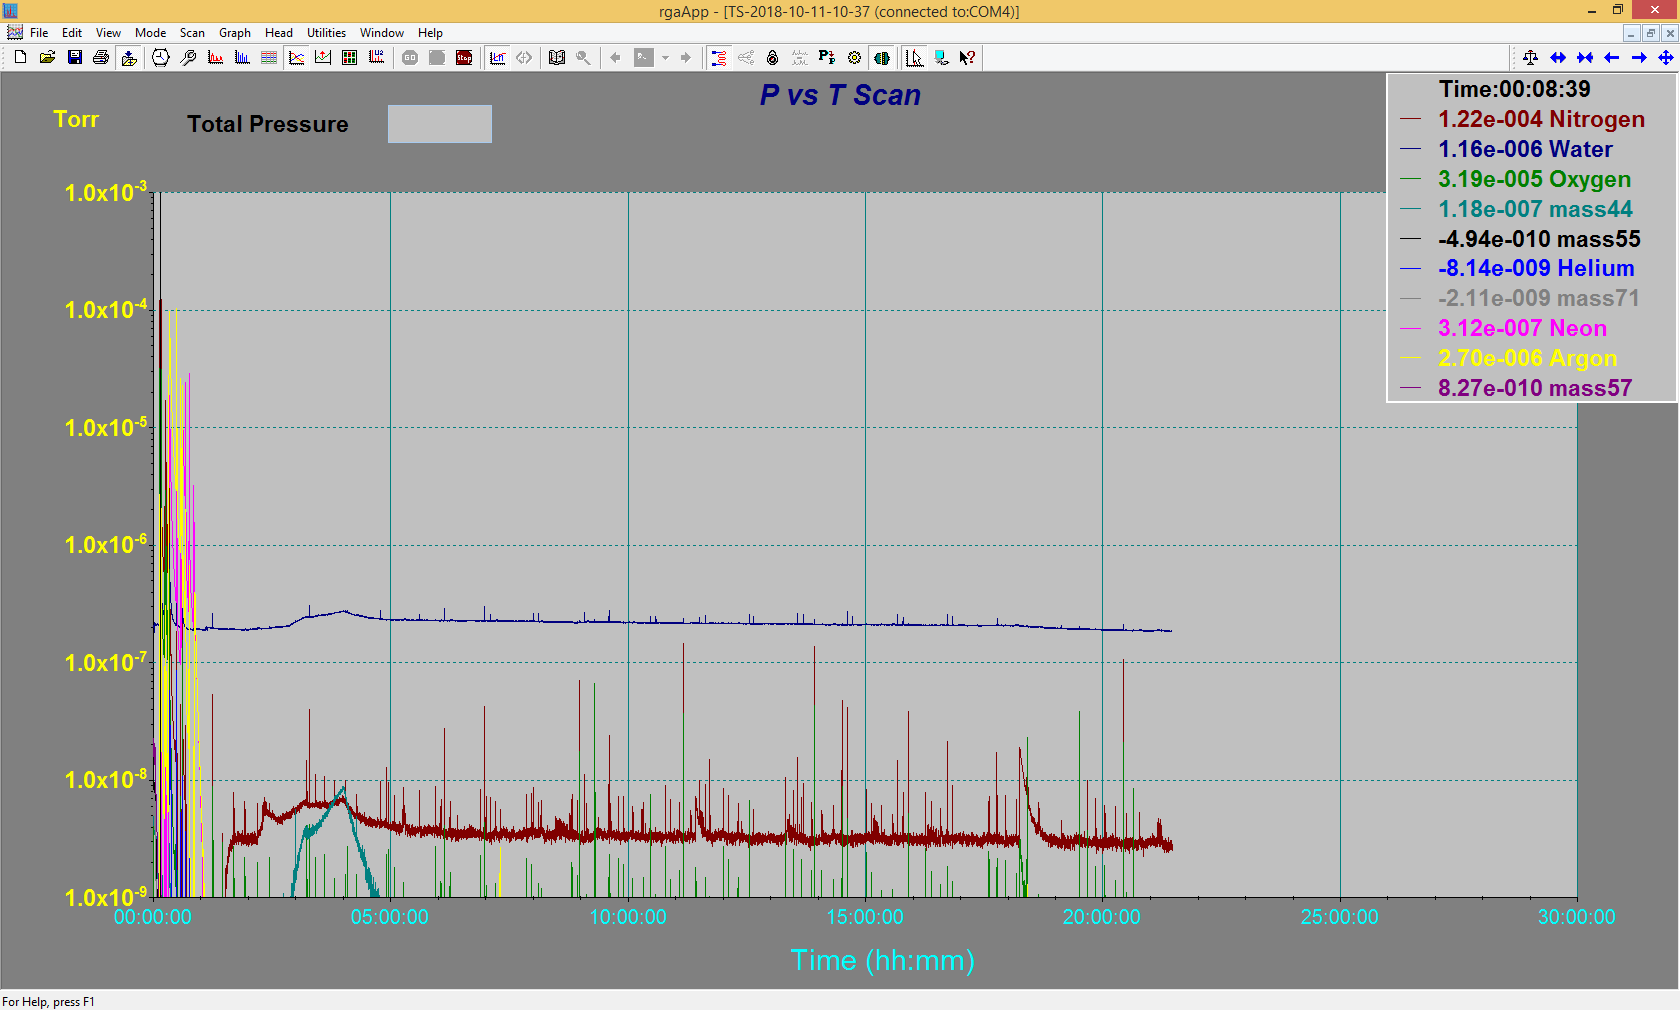 rgaApp - [TS-2018-10-11-10-37 (connected to:COM4)]
File Edit View Mode Scan Graph Head Utilities Window Help
GO Stop
P vs T Scan
Torr
Total Pressure
Time:00:08:39
1.22e-004 Nitrogen
1.16e-006 Water
3.19e-005 Oxygen
1.18e-007 mass44
-4.94e-010 mass55
-8.14e-009 Helium
-2.11e-009 mass71
3.12e-007 Neon
2.70e-006 Argon
8.27e-010 mass57
1.0x10-3
1.0x10-4
1.0x10-5
1.0x10-6
1.0x10-7
1.0x10-8
1.0x10-9
00:00:00 05:00:00 10:00:00 15:00:00 20:00:00 25:00:00 30:00:00
Time (hh:mm)
For Help, press F1